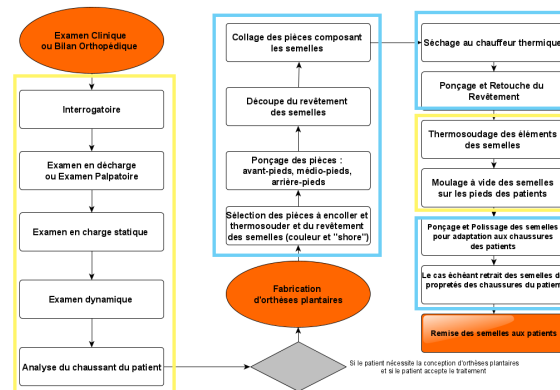 Examen Clinique
ou Bilan Orthopédique
Interrogatoire
Examen en décharge
ou Examen Palpatoire
Examen en charge statique
Examen dynamique
Analyse du chaussant du patient
Si le patient nécessite la conception d'orthèses plantaires
et si le patient accepte le traitement
Fabrication
d'orthèses plantaires
Sélection des pièces à encoller et
thermosouder et du revêtement
des semelles (couleur et "shore")
Ponçage des pièces :
avant-pieds, médio-pieds,
arrière-pieds
Découpe du revêtement
des semelles
Collage des pièces composant
les semelles
Séchage au chauffeur thermique
Ponçage et Retouche du
Revêtement
Thermosoudage des éléments
des semelles
Moulage à vide des semelles
sur les pieds des patients
Ponçage et Polissage des semelles
pour adaptation aux chaussures
des patients
Le cas échéant retrait des semelles de
propretés des chaussures du patient
Remise des semelles aux patients